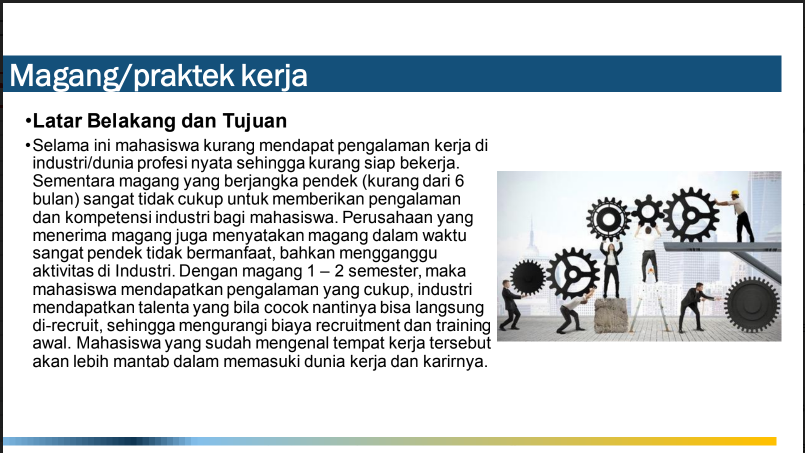 Magang/praktek kerja
•Latar Belakang dan Tujuan
•Selama ini mahasiswa kurang mendapat pengalaman kerja di
industri/dunia profesi nyata sehingga kurang siap bekerja.
Sementara magang yang berjangka pendek (kurang dari 6
bulan) sangat tidak cukup untuk memberikan pengalaman
dan kompetensi industri bagi mahasiswa. Perusahaan yang
menerima magang juga menyatakan magang dalam waktu
sangat pendek tidak bermanfaat, bahkan mengganggu
aktivitas di Industri. Dengan magang 1 – 2 semester, maka
mahasiswa mendapatkan pengalaman yang cukup, industri
mendapatkan talenta yang bila cocok nantinya bisa langsung
di-recruit, sehingga mengurangi biaya recruitment dan training
awal. Mahasiswa yang sudah mengenal tempat kerja tersebut
akan lebih mantab dalam memasuki dunia kerja dan karirnya.